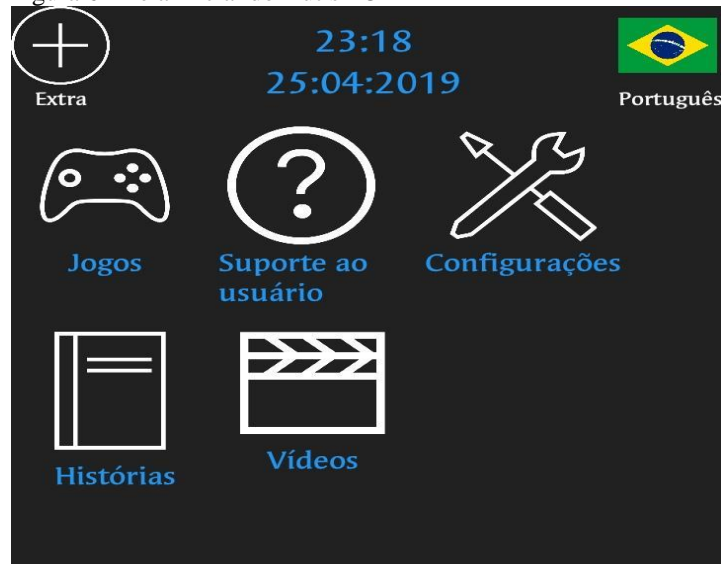 23:18
25:04:2019
Extra
Português
Jogos
Suporte ao
usuário
Configurações
Histórias
Vídeos